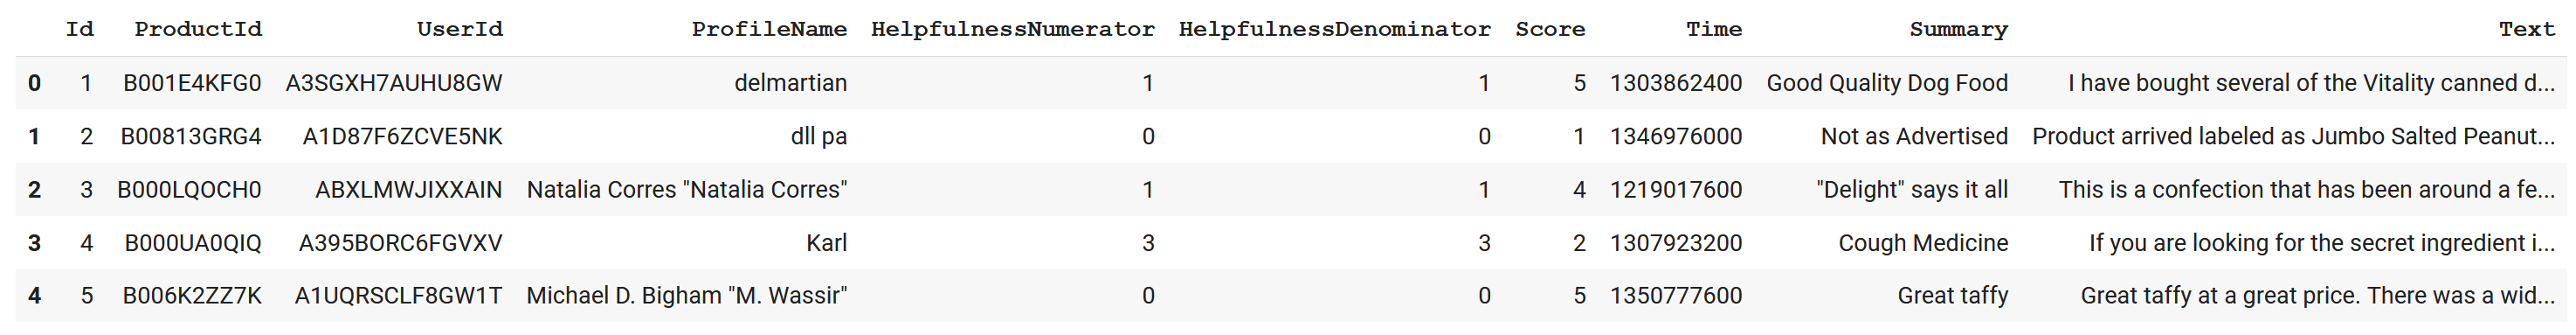 Id ProductId UserId ProfileName HelpfulnessNumerator HelpfulnessDenominator Score Time Summary Text
0 1 B001E4KFG0 A3SGXH7AUHU8GW delmartian 1 1 5 1303862400 Good Quality Dog Food I have bought several of the Vitality canned d...
1 2 B00813GRG4 A1D87F6ZCVE5NK dll pa 0 0 1 1346976000 Not as Advertised Product arrived labeled as Jumbo Salted Peanut...
2 3 B000LQOCH0 ABXLMWJIXXAIN Natalia Corres "Natalia Corres" 1 1 4 1219017600 "Delight" says it all This is a confection that has been around a fe...
3 4 B000UA0QIQ A395BORC6FGVXV Karl 3 3 2 1307923200 Cough Medicine If you are looking for the secret ingredient i...
4 5 B006K2ZZ7K A1UQRSCLF8GW1T Michael D. Bigham "M. Wassir" 0 0 5 1350777600 Great taffy Great taffy at a great price. There was a wid...